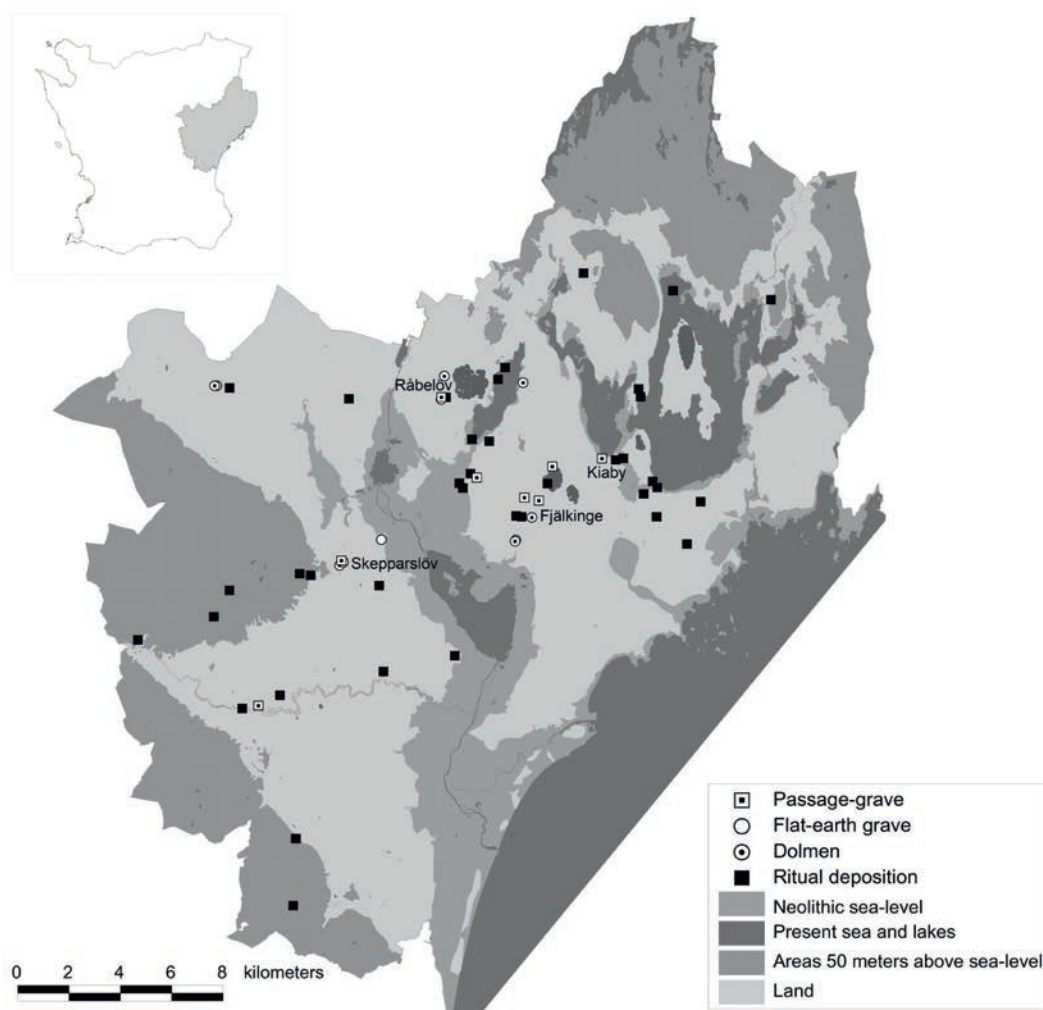 Råbelöv
Kiaby
Fjälkinge
Skepparslöv
Passage-grave
Flat-earth grave
Dolmen
Ritual deposition
Neolithic sea-level
Present sea and lakes
Areas 50 meters above sea-level
Land
0 2 4 6 8 kilometers